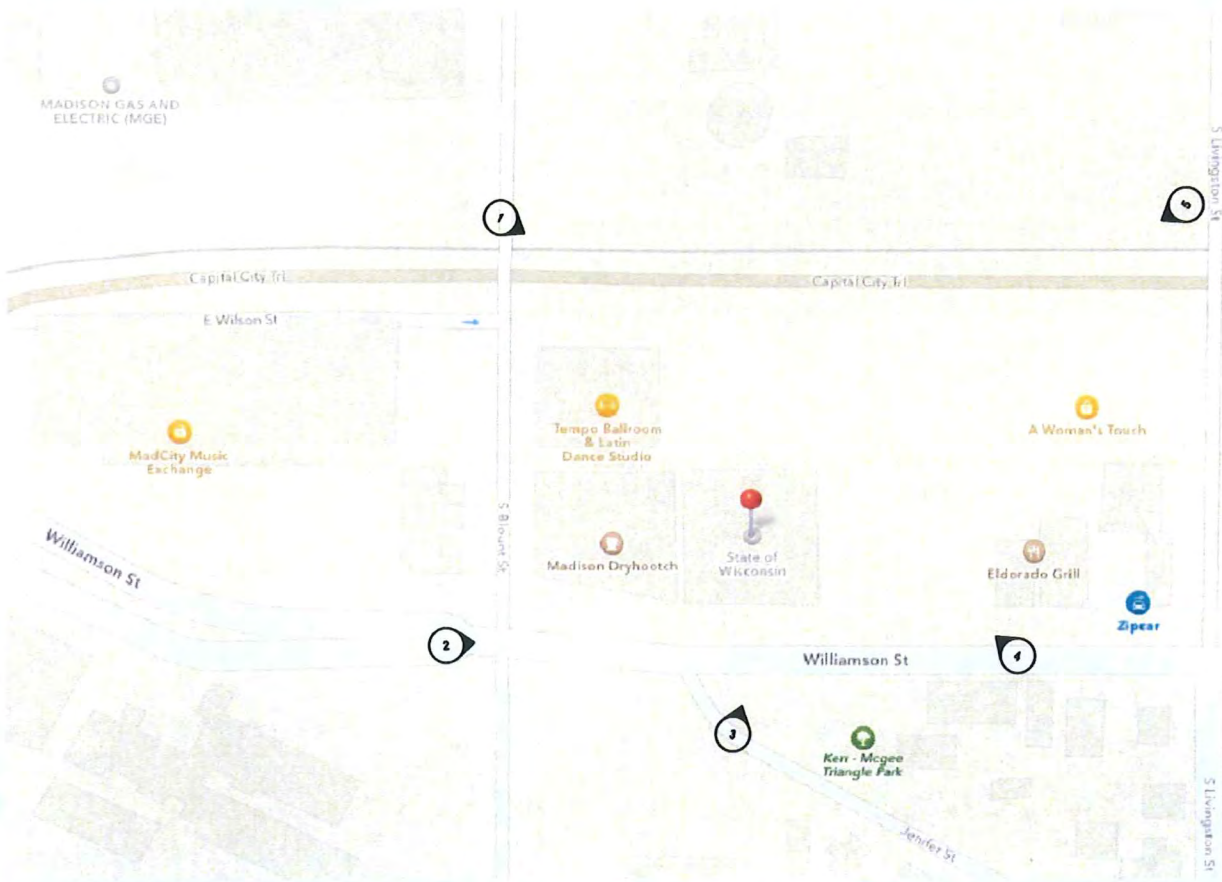 MADISON GAS AND
ELECTRIC (MGE)
S Livingston St
1
5
Capital City Trl
Capital City Trl
E Wilson St
Tempo Ballroom
& Latin
Dance Studio
A Woman's Touch
MadCity Music
Exchange
S Blount St
Williamson St
Madison Dryhootch
State of
Wisconsin
Eldorado Grill
Zipcar
2
Williamson St
4
3
Kerr - Mcgee
Triangle Park
Jenifer St
S Livingston St